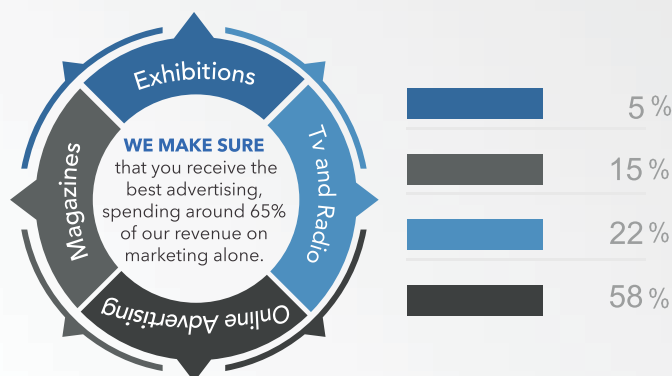 Exhibitions
Tv and Radio
Online Advertising
Magazines
WE MAKE SURE
that you receive the
best advertising,
spending around 65%
of our revenue on
marketing alone.
5 %
15 %
22 %
58 %